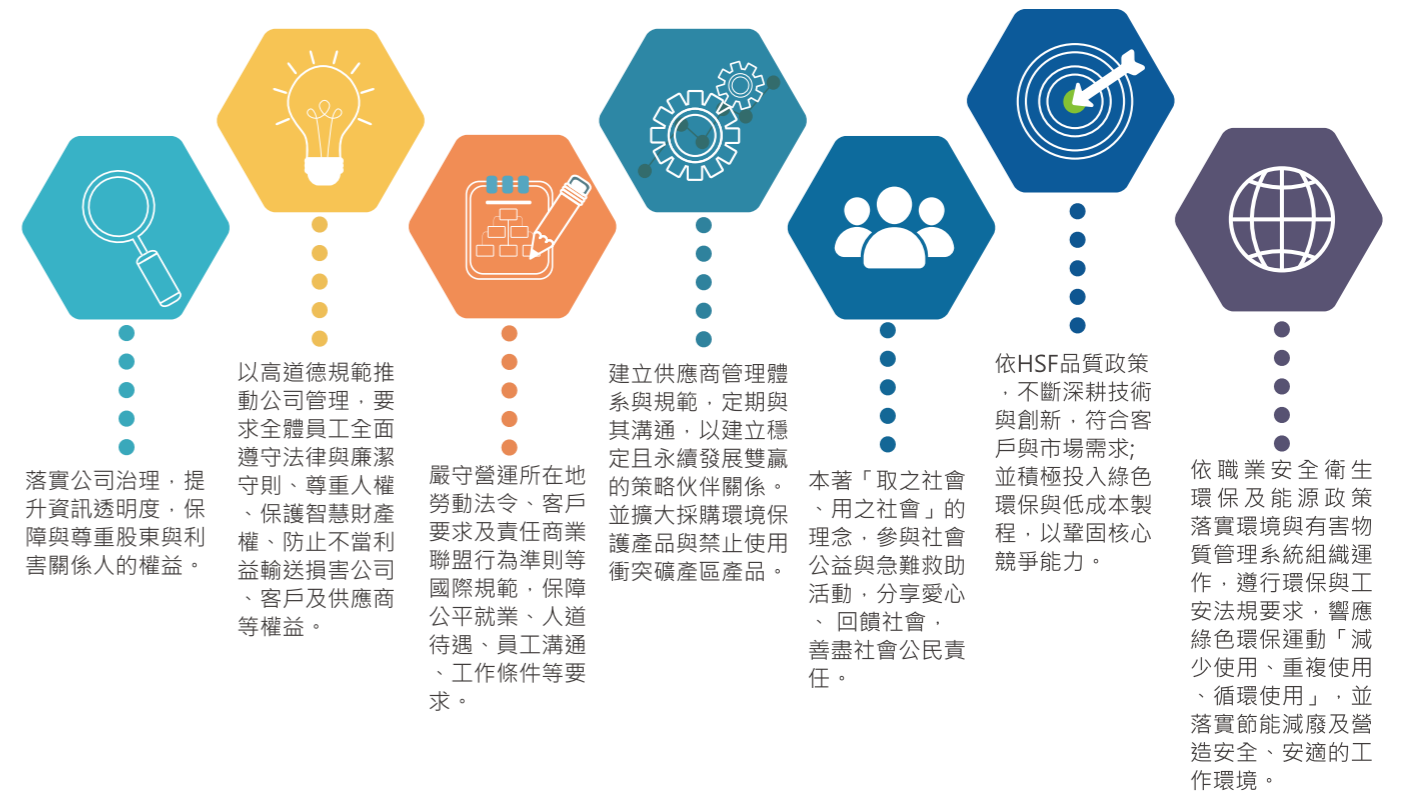 落實公司治理，提
升資訊透明度，保
障與尊重股東與利
害關係人的權益。
以高道德規範推
動公司管理，要
求全體員工全面
遵守法律與廉潔
守則、尊重人權
、保護智慧財產
權、防止不當利
益輸送損害公司
、客戶及供應商
等權益。
嚴守營運所在地
勞動法令、客戶
要求及責任商業
聯盟行為準則等
國際規範，保障
公平就業、人道
待遇、員工溝通
、工作條件等要
求。
建立供應商管理體
系與規範，定期與
其溝通，以建立穩
定且永續發展雙贏
的策略伙伴關係。
並擴大採購環境保
護產品與禁止使用
衝突礦產區產品。
本著「取之社會
、用之社會」的
理念，參與社會
公益與急難救助
活動，分享愛心
、 回饋社會，
善盡社會公民責
任。
依HSF品質政策
，不斷深耕技術
與創新，符合客
戶與市場需求;
並積極投入綠色
環保與低成本製
程，以鞏固核心
競爭能力。
依職業安全衛生
環保及能源政策
落實環境與有害物
質管理系統組織運
作，遵行環保與工
安法規要求，響應
綠色環保運動「減
少使用、重複使用
、循環使用」，並
落實節能減廢及營
造安全、安適的工
作環境。